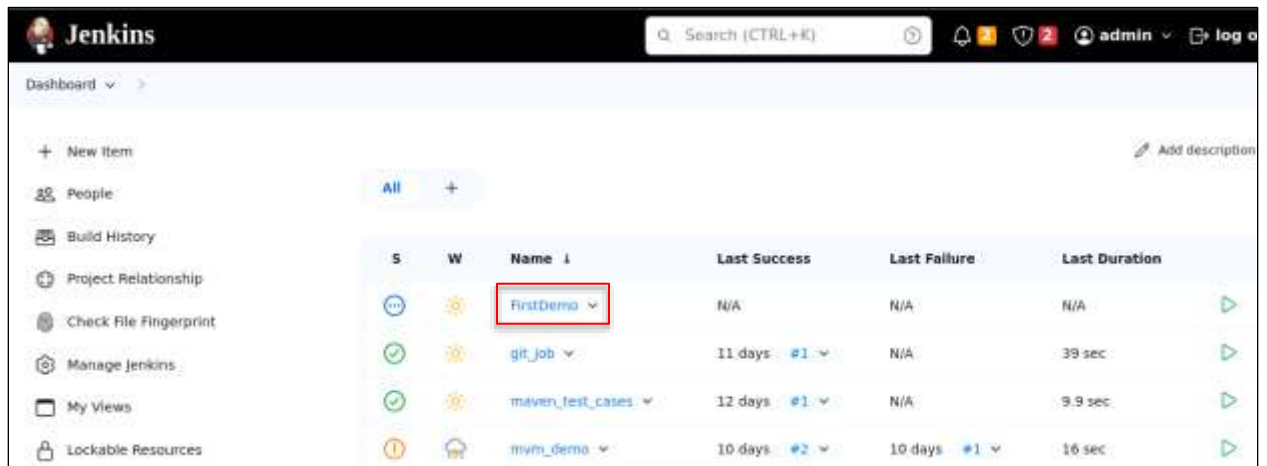 Jenkins
Search (CTRL+K)
2
2
admin
log o
Dashboard
New Item
Add description
People
All
+
Build History
S W Name ↓ Last Success Last Failure Last Duration
Project Relationship
FirstDemo N/A N/A N/A
Check File Fingerprint
git_job 11 days #1 N/A 39 sec
Manage Jenkins
My Views
maven_test_cases 12 days #1 N/A 9.9 sec
Lockable Resources
mvm_demo 10 days #2 10 days #1 16 sec